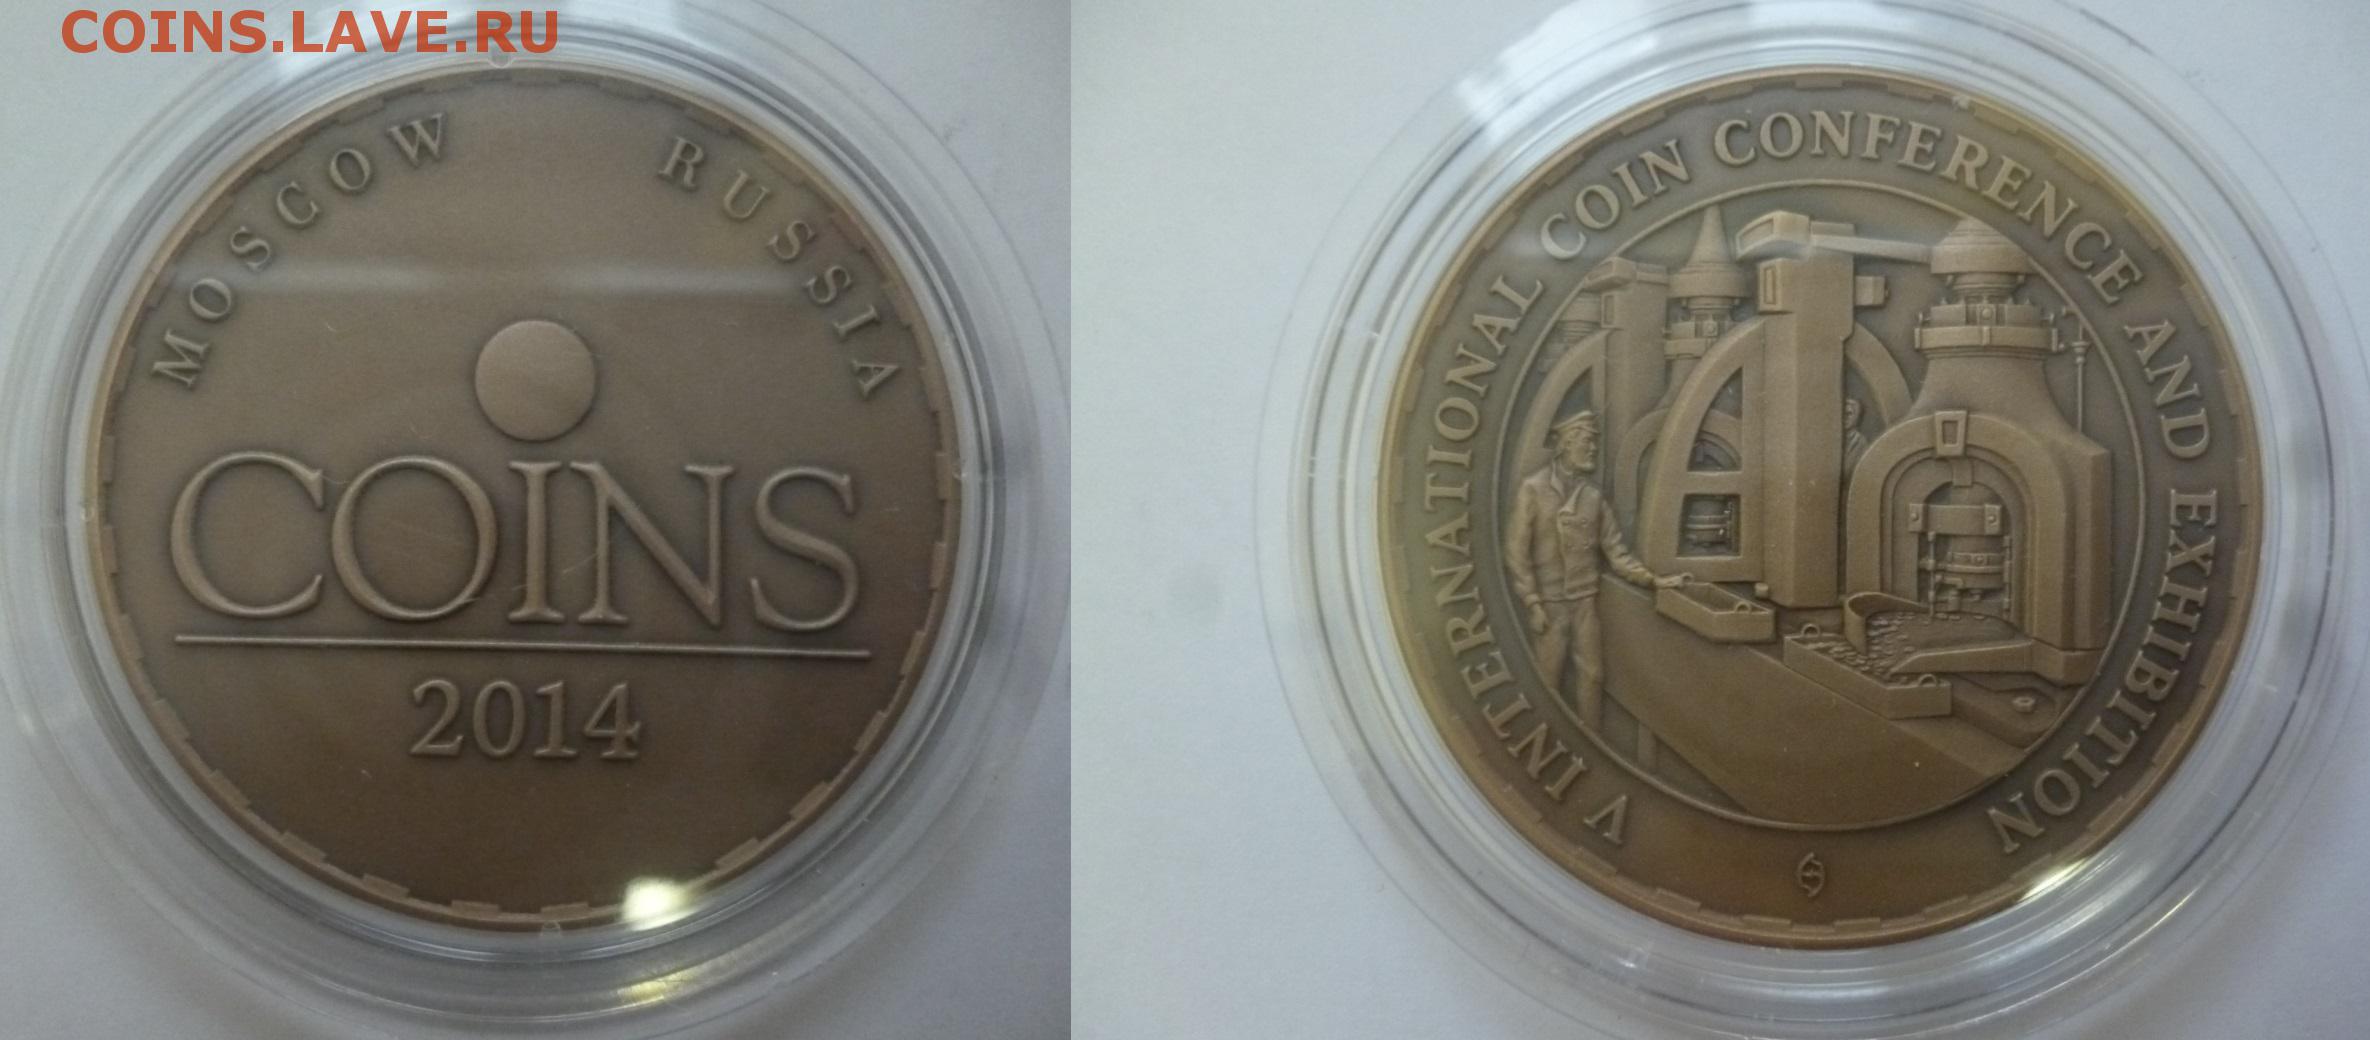 COINS.LAVE.RU
MOSCOW RUSSIA
COINS
2014
V INTERNATIONAL COIN CONFERENCE AND EXHIBITION